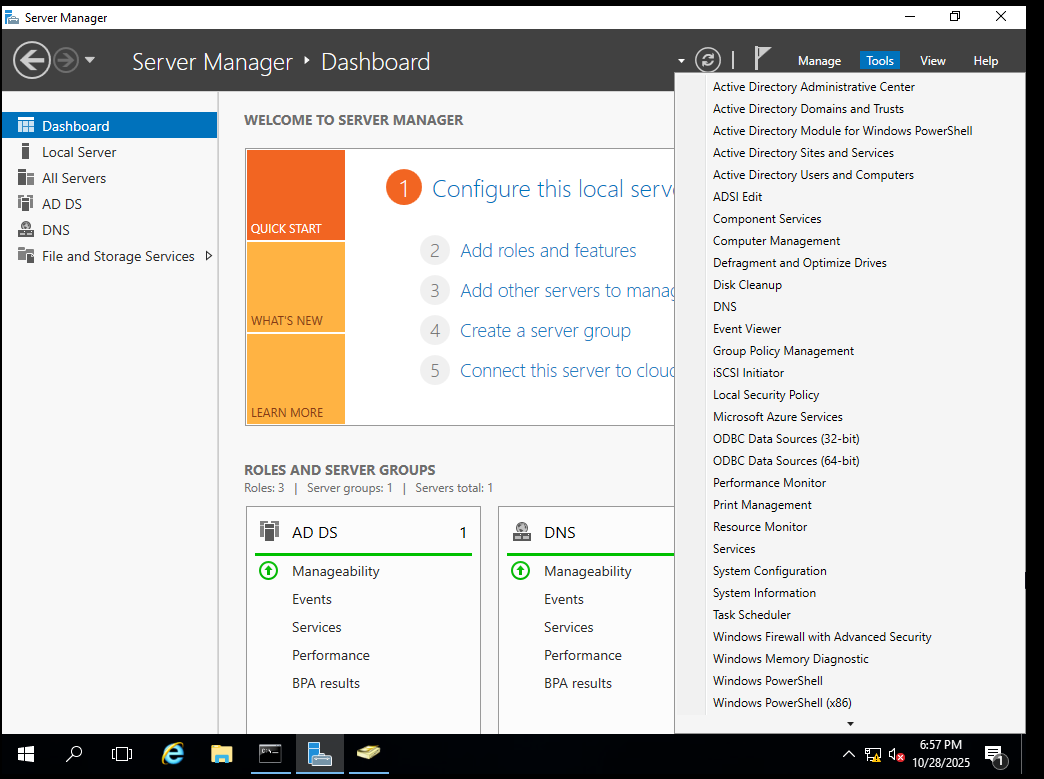 Server Manager
Server Manager • Dashboard
Manage Tools View Help
Dashboard
Local Server
All Servers
AD DS
DNS
File and Storage Services
WELCOME TO SERVER MANAGER
QUICK START
WHAT'S NEW
LEARN MORE
1 Configure this local serve
2 Add roles and features
3 Add other servers to manag
4 Create a server group
5 Connect this server to cloud
ROLES AND SERVER GROUPS
Roles: 3 | Server groups: 1 | Servers total: 1
AD DS 1
Manageability
Events
Services
Performance
BPA results
DNS
Manageability
Events
Services
Performance
BPA results
Active Directory Administrative Center
Active Directory Domains and Trusts
Active Directory Module for Windows PowerShell
Active Directory Sites and Services
Active Directory Users and Computers
ADSI Edit
Component Services
Computer Management
Defragment and Optimize Drives
Disk Cleanup
DNS
Event Viewer
Group Policy Management
iSCSI Initiator
Local Security Policy
Microsoft Azure Services
ODBC Data Sources (32-bit)
ODBC Data Sources (64-bit)
Performance Monitor
Print Management
Resource Monitor
Services
System Configuration
System Information
Task Scheduler
Windows Firewall with Advanced Security
Windows Memory Diagnostic
Windows PowerShell
Windows PowerShell (x86)
6:57 PM
10/28/2025
1